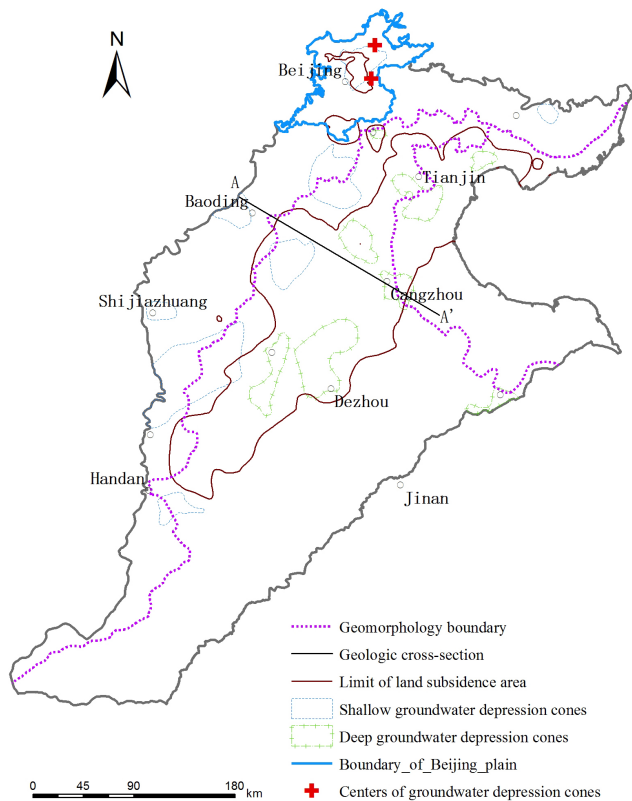 N
Beijing
Tianjin
A
Baoding
Gangzhou
A'
Shijiazhuang
Dezhou
Handan
Jinan
Geomorphology boundary
Geologic cross-section
Limit of land subsidence area
Shallow groundwater depression cones
Deep groundwater depression cones
Boundary_of_Beijing_plain
Centers of groundwater depression cones
0 45 90 180
km